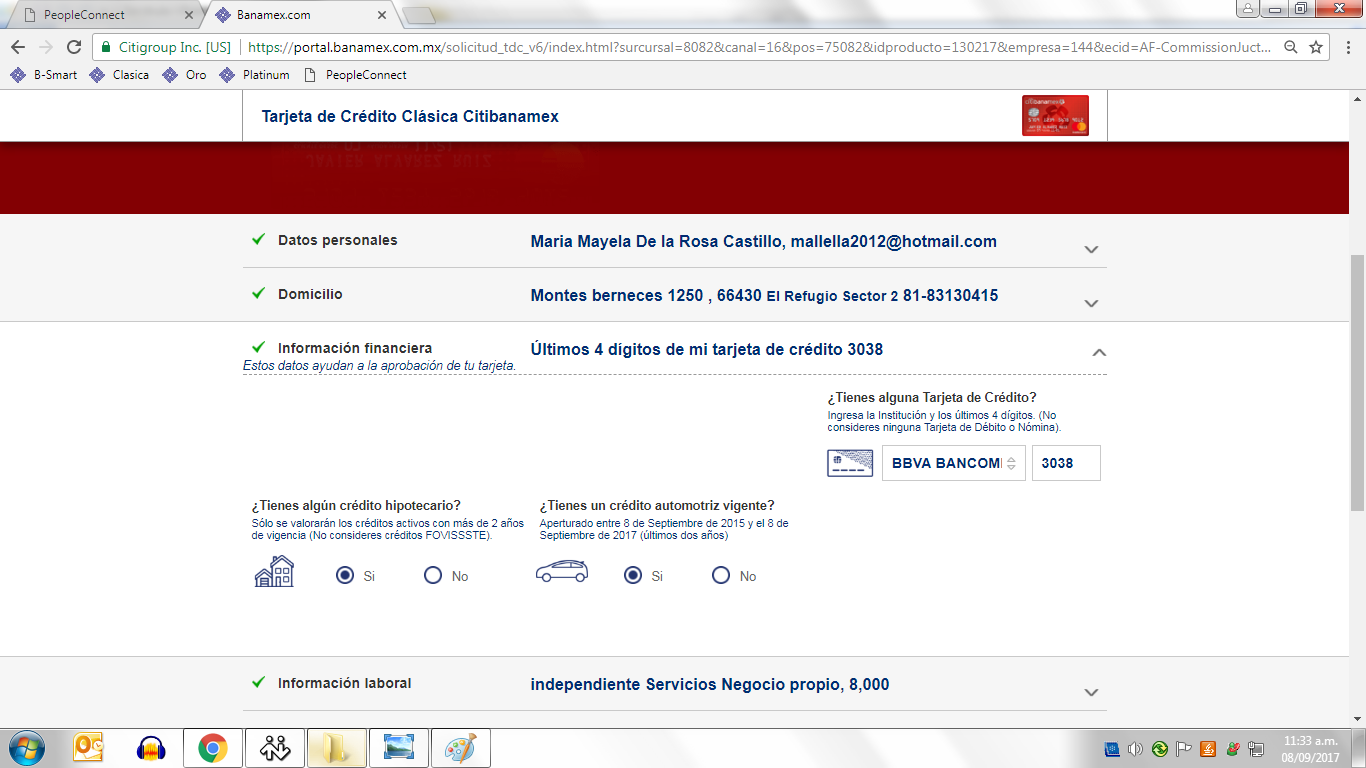 PeopleConnect
Banamex.com
Citigroup Inc. [US]
https://portal.banamex.com.mx/solicitud_tdc_v6/index.html?surcursal=8082&canal=16&pos=75082&idproducto=130217&empresa=144&ecid=AF-CommissionJuct...
B-Smart
Clasica
Oro
Platinum
PeopleConnect
Tarjeta de Crédito Clásica Citibanamex
JAVIER ALVAREZ RUIZ
Datos personales
Maria Mayela De la Rosa Castillo, mallella2012@hotmail.com
Domicilio
Montes berneces 1250 , 66430 El Refugio Sector 2 81-83130415
Información financiera
Últimos 4 dígitos de mi tarjeta de crédito 3038
Estos datos ayudan a la aprobación de tu tarjeta.
¿Tienes alguna Tarjeta de Crédito?
Ingresa la Institución y los últimos 4 dígitos. (No
consideres ninguna Tarjeta de Débito o Nómina).
BBVA BANCOM
3038
¿Tienes algún crédito hipotecario?
Sólo se valorarán los créditos activos con más de 2 años
de vigencia (No consideres créditos FOVISSSTE).
Si
No
¿Tienes un crédito automotriz vigente?
Aperturado entre 8 de Septiembre de 2015 y el 8 de
Septiembre de 2017 (últimos dos años)
Si
No
Información laboral
independiente Servicios Negocio propio, 8,000
11:33 a.m.
08/09/2017